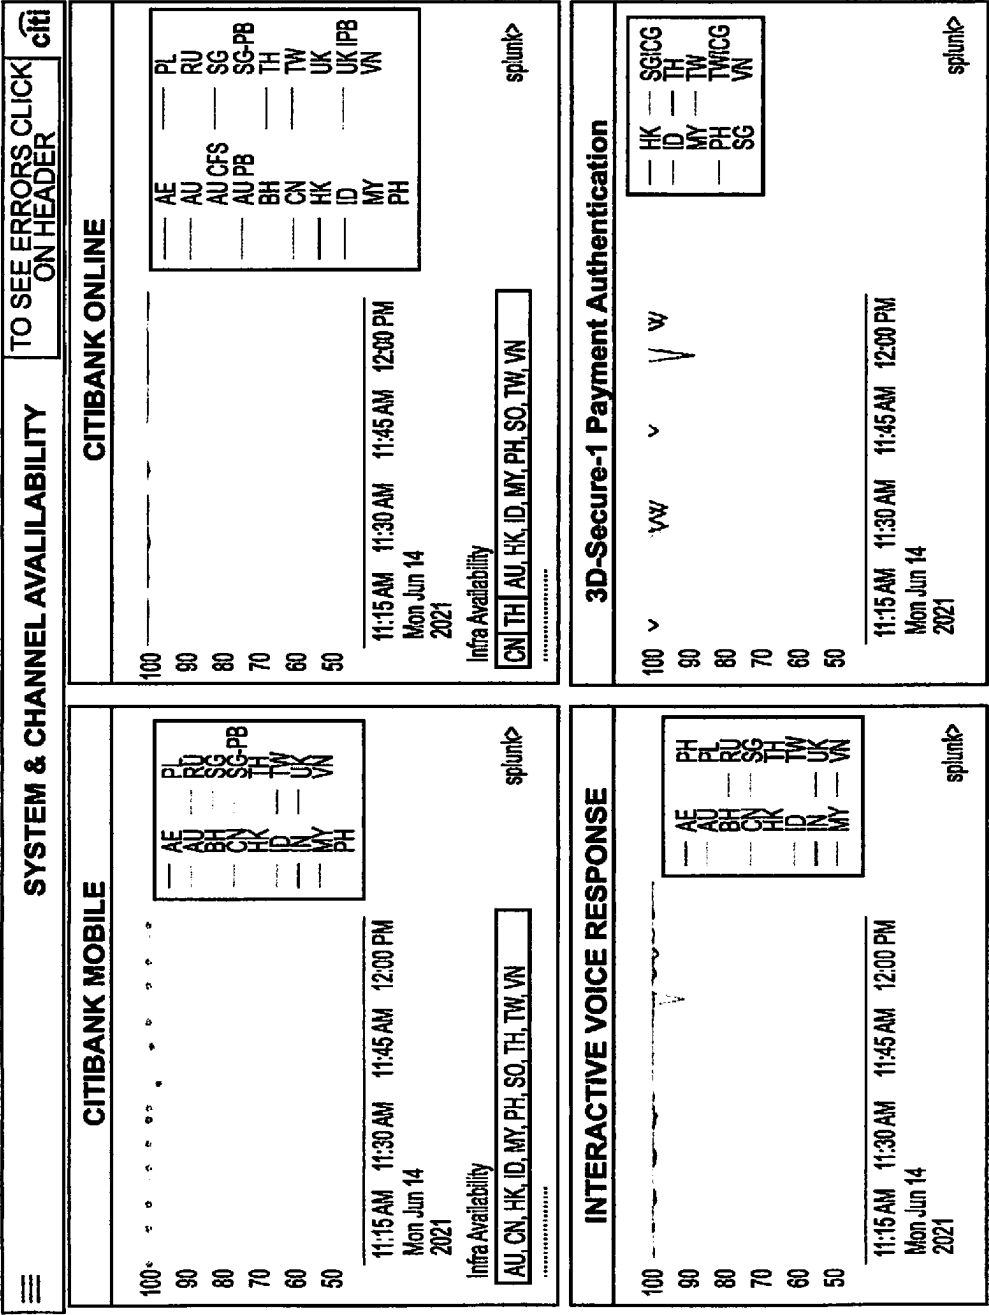 SYSTEM & CHANNEL AVALILABILITY
TO SEE ERRORS CLICK
ON HEADER
citi
CITIBANK MOBILE
100
90
80
70
60
50
11:15 AM 11:30 AM 11:45 AM 12:00 PM
Mon Jun 14
2021
AE PL
AU RU
BH SG
CN SG-PB
HK TH
ID TW
IN UK
MY VN
PH
Infra Availability
AU, CN, HK, ID, MY, PH, SO, TH, TW, VN
splunk>
CITIBANK ONLINE
100
90
80
70
60
50
11:15 AM 11:30 AM 11:45 AM 12:00 PM
Mon Jun 14
2021
AE PL
AU RU
AU CFS SG
AU PB SG-PB
BH TH
CN TW
HK UK
ID UK IPB
MY VN
PH
Infra Availability
CN TH AU, HK, ID, MY, PH, SO, TW, VN
splunk>
INTERACTIVE VOICE RESPONSE
100
90
80
70
60
50
11:15 AM 11:30 AM 11:45 AM 12:00 PM
Mon Jun 14
2021
AE PH
AU PL
BH RU
CN SG
HK TH
ID TW
IN UK
MY VN
splunk>
3D-Secure-1 Payment Authentication
100
90
80
70
60
50
11:15 AM 11:30 AM 11:45 AM 12:00 PM
Mon Jun 14
2021
HK SGICG
ID TH
MY TW
PH TWICG
SG VN
splunk>